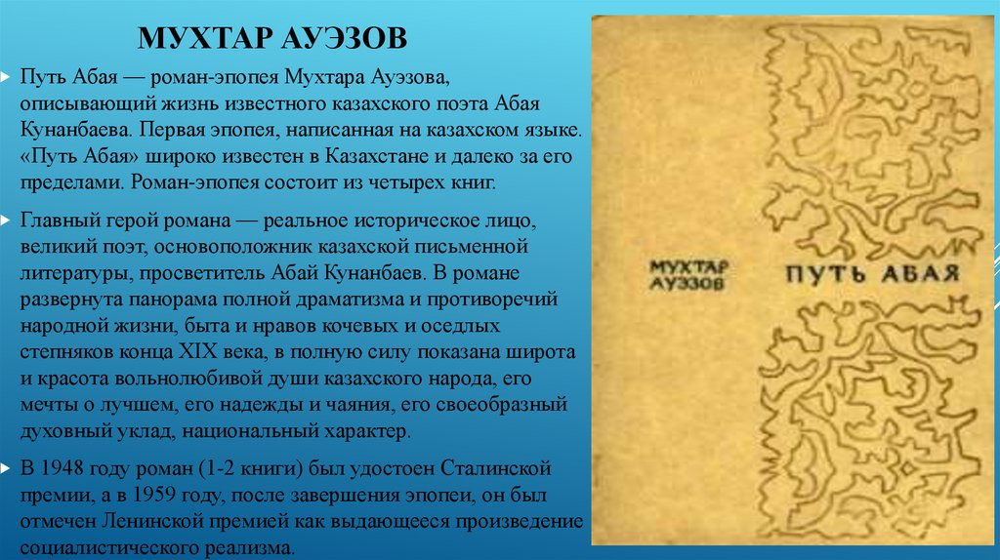 МУХТАР АУЭЗОВ
Путь Абая — роман-эпопея Мухтара Ауэзова,
описывающий жизнь известного казахского поэта Абая
Кунанбаева. Первая эпопея, написанная на казахском языке.
«Путь Абая» широко известен в Казахстане и далеко за его
пределами. Роман-эпопея состоит из четырех книг.
Главный герой романа — реальное историческое лицо,
великий поэт, основоположник казахской письменной
литературы, просветитель Абай Кунанбаев. В романе
развернута панорама полной драматизма и противоречий
народной жизни, быта и нравов кочевых и оседлых
степняков конца XIX века, в полную силу показана широта
и красота вольнолюбивой души казахского народа, его
мечты о лучшем, его надежды и чаяния, его своеобразный
духовный уклад, национальный характер.
В 1948 году роман (1-2 книги) был удостоен Сталинской
премии, а в 1959 году, после завершения эпопеи, он был
отмечен Ленинской премией как выдающееся произведение
социалистического реализма.
МУХТАР
АУЭЗОВ
ПУТЬ АБАЯ